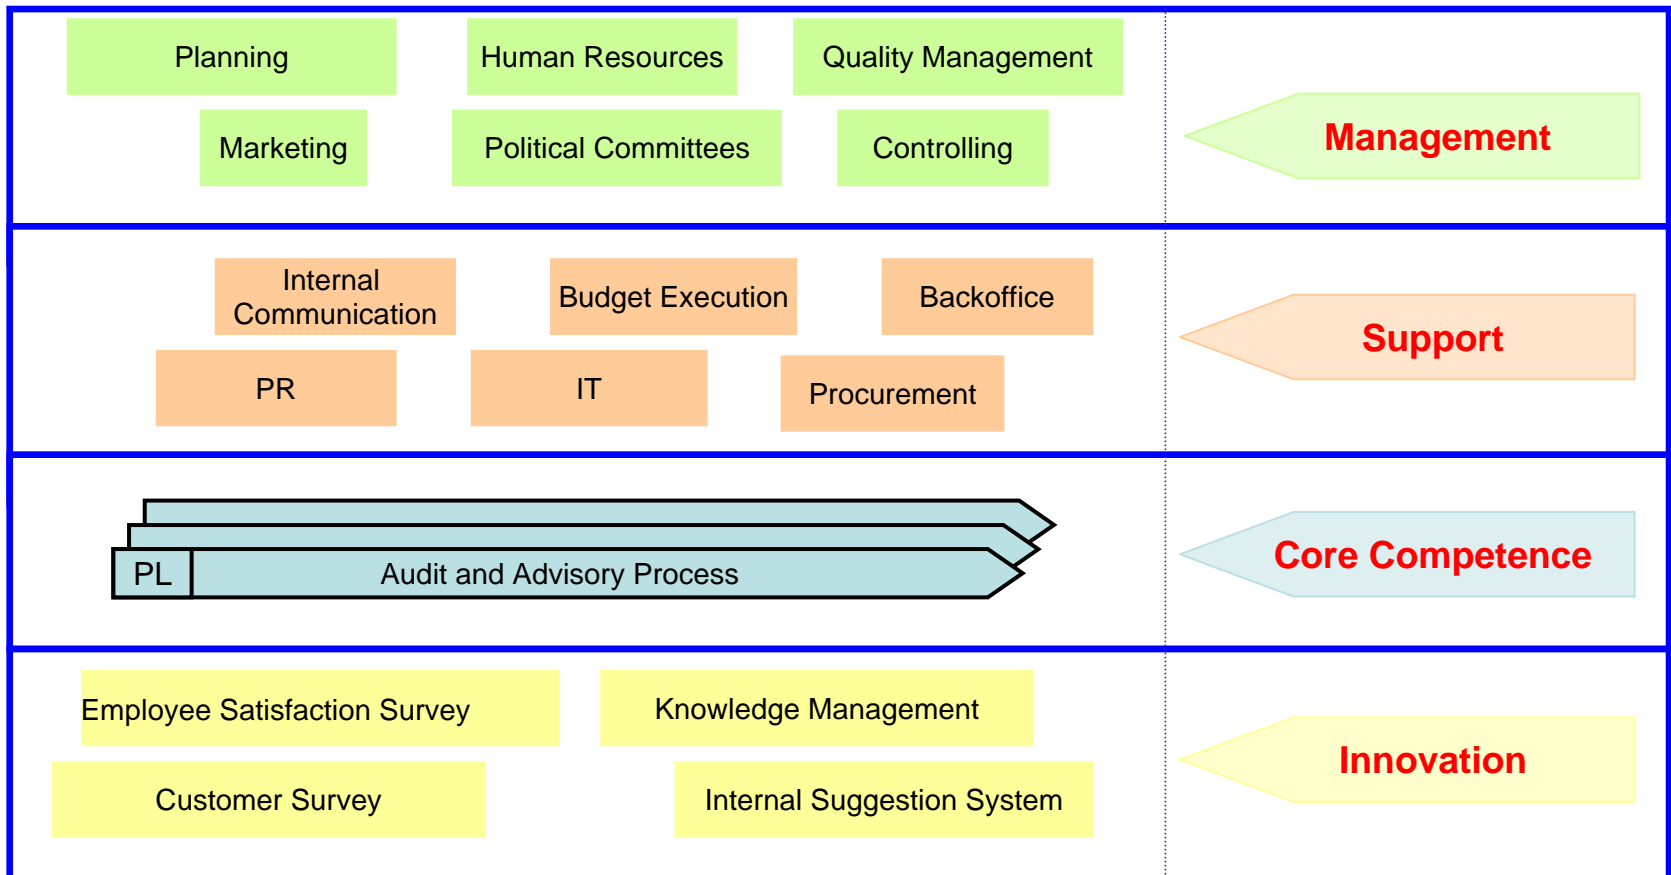 Planning
Human Resources
Quality Management
Marketing
Political Committees
Controlling
Management
Internal
Communication
Budget Execution
Backoffice
PR
IT
Procurement
Support
PL
Audit and Advisory Process
Core Competence
Employee Satisfaction Survey
Knowledge Management
Customer Survey
Internal Suggestion System
Innovation